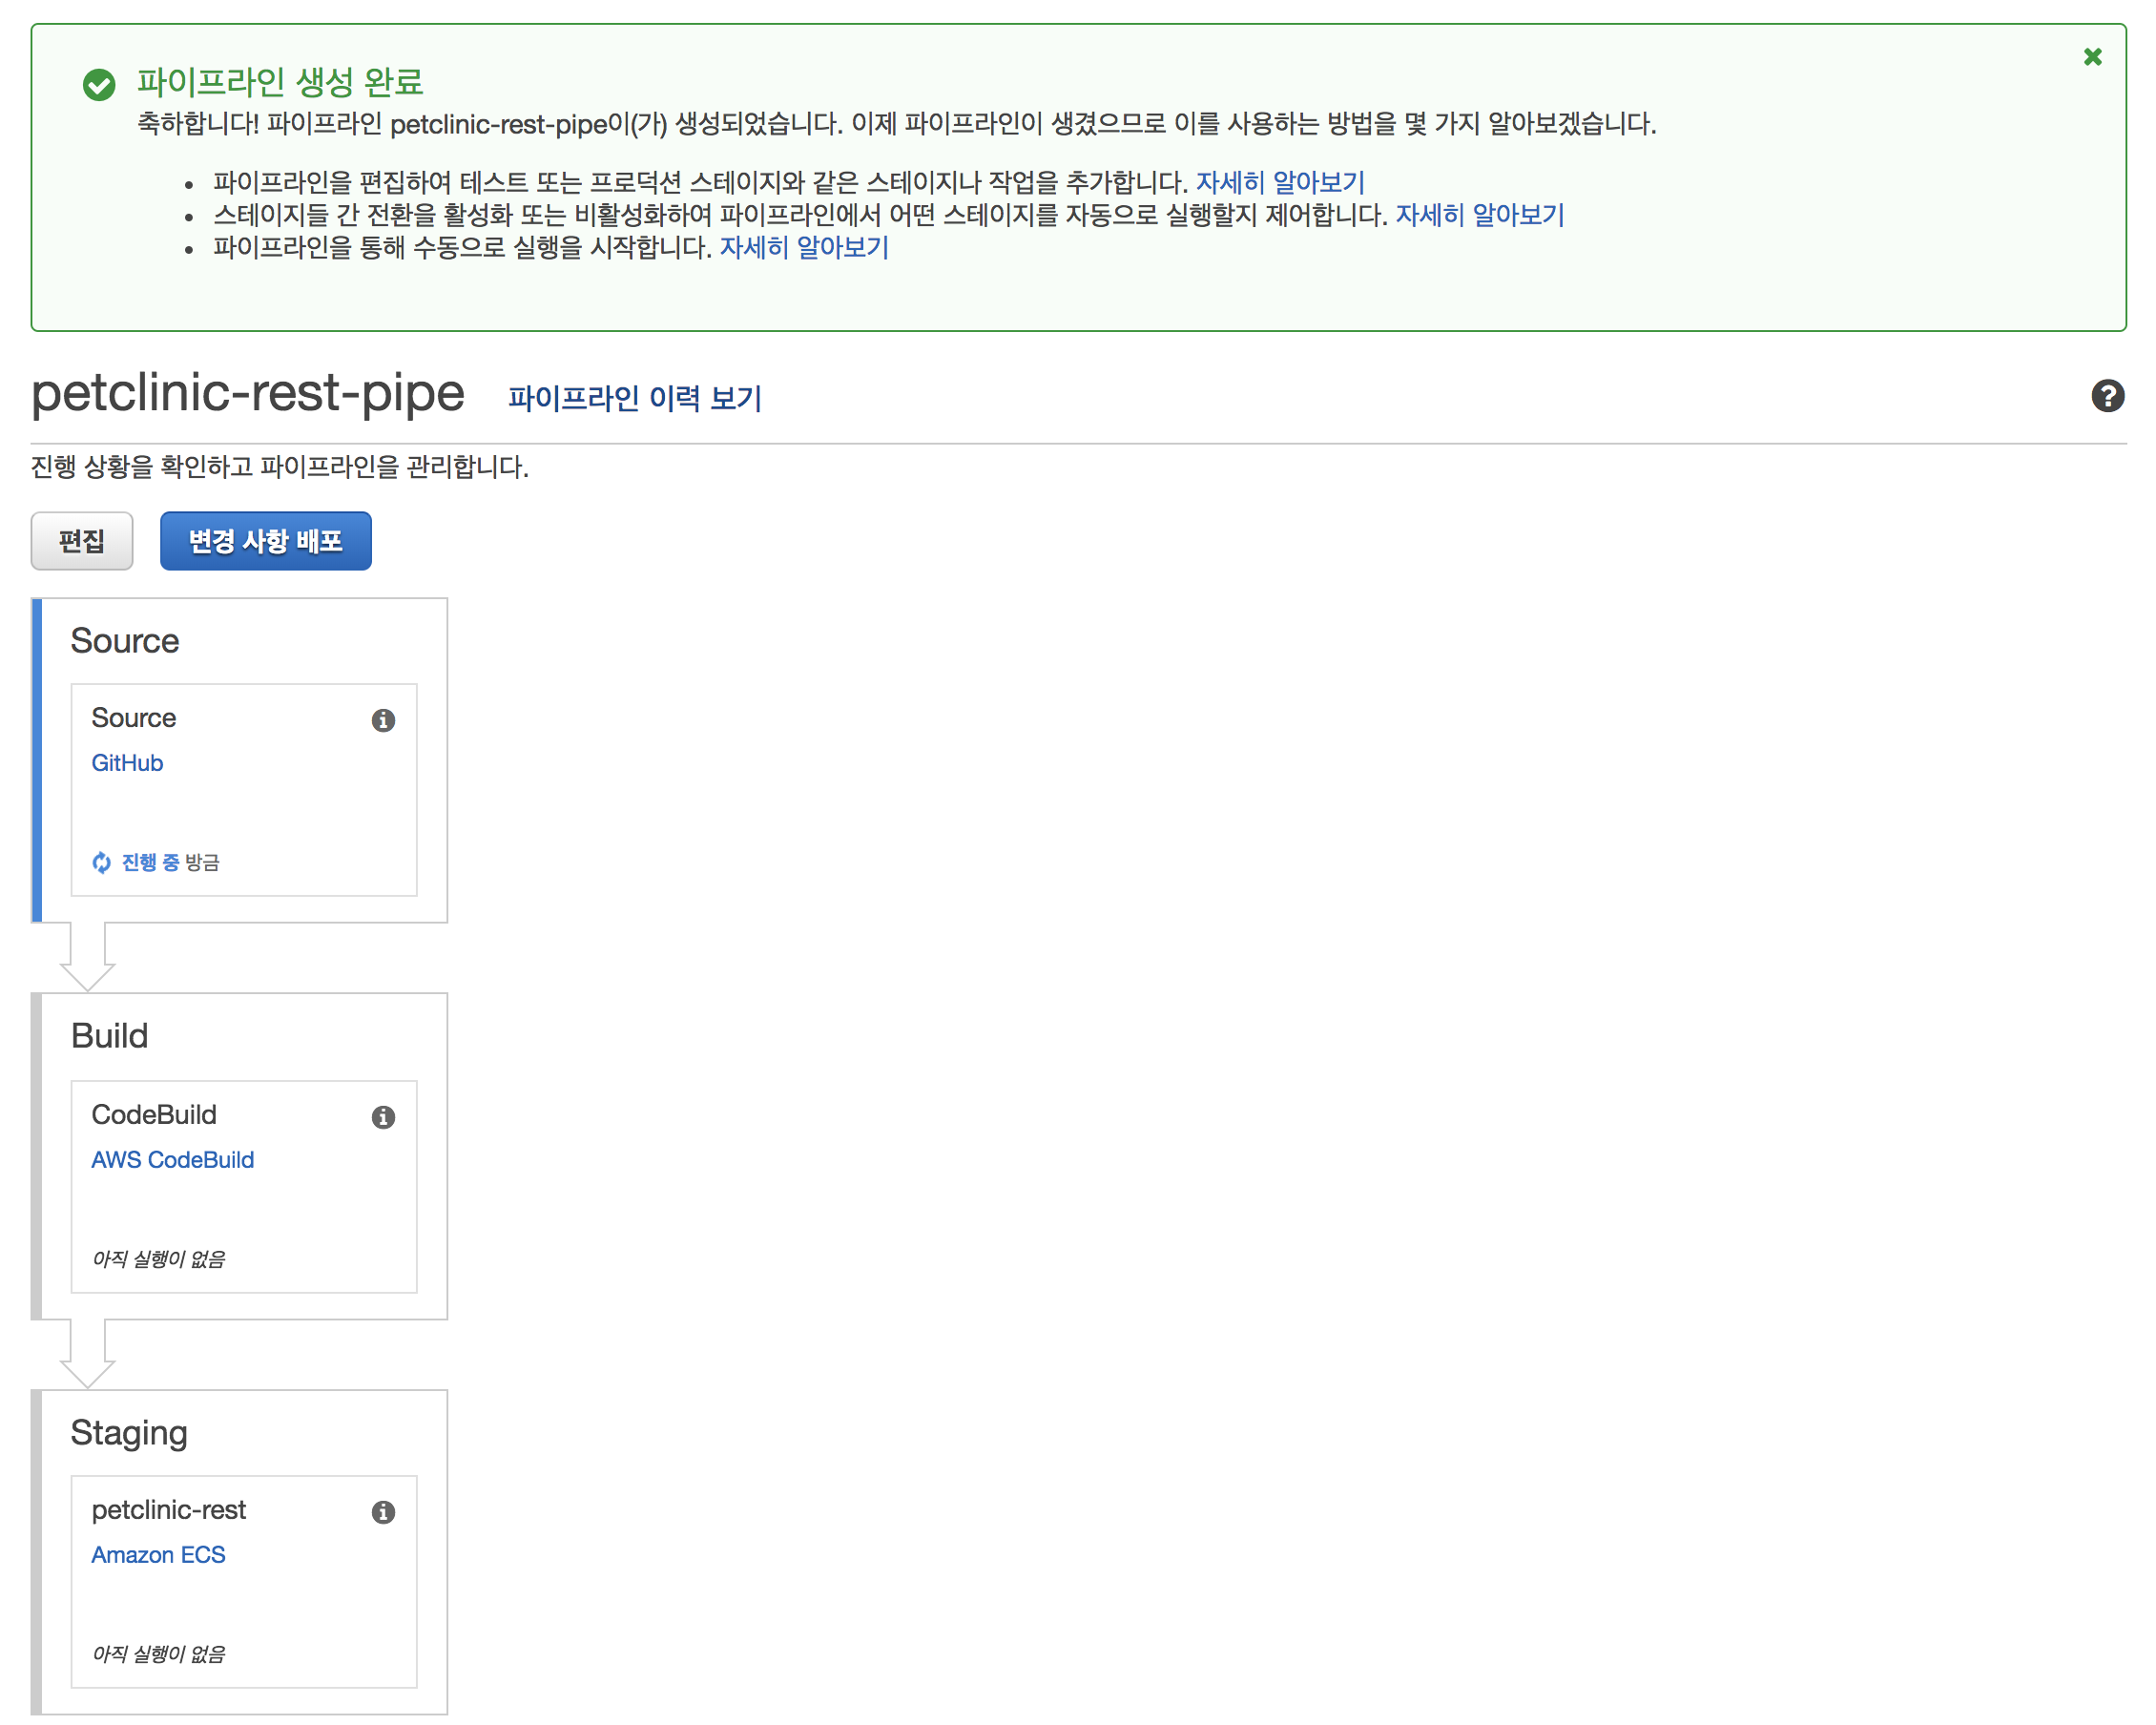 파이프라인 생성 완료
축하합니다! 파이프라인 petclinic-rest-pipe이(가) 생성되었습니다. 이제 파이프라인이 생겼으므로 이를 사용하는 방법을 몇 가지 알아보겠습니다.
파이프라인을 편집하여 테스트 또는 프로덕션 스테이지와 같은 스테이지나 작업을 추가합니다. 자세히 알아보기
스테이지들 간 전환을 활성화 또는 비활성화하여 파이프라인에서 어떤 스테이지를 자동으로 실행할지 제어합니다. 자세히 알아보기
파이프라인을 통해 수동으로 실행을 시작합니다. 자세히 알아보기
petclinic-rest-pipe 파이프라인 이력 보기
진행 상황을 확인하고 파이프라인을 관리합니다.
편집 변경 사항 배포
Source
Source
GitHub
진행 중 방금
Build
CodeBuild
AWS CodeBuild
아직 실행이 없음
Staging
petclinic-rest
Amazon ECS
아직 실행이 없음